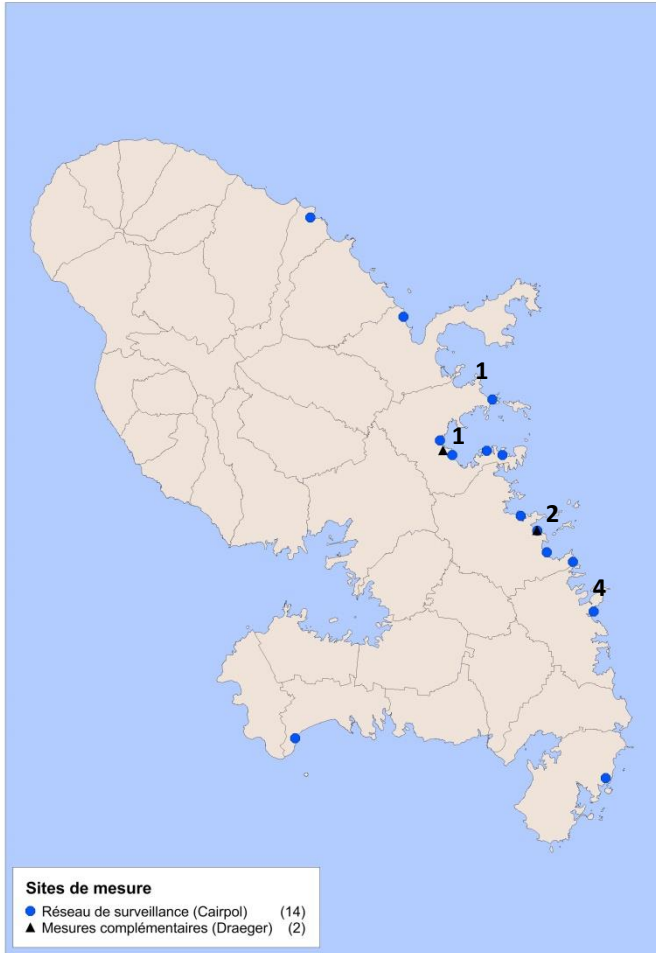 1
1
2
4
Sites de mesure
Réseau de surveillance (Cairpol) (14)
Mesures complémentaires (Draeger) (2)